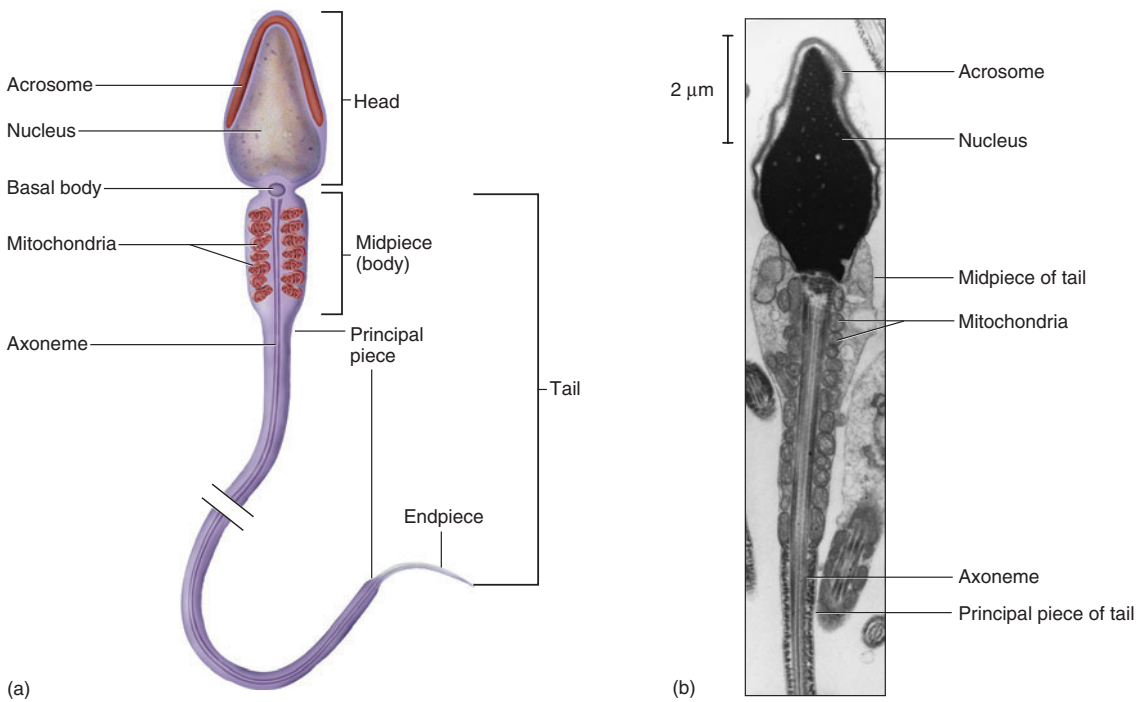 Acrosome
Nucleus
Basal body
Mitochondria
Axoneme
Head
Midpiece
(body)
Principal
piece
Tail
Endpiece
(a)
2 μm
Acrosome
Nucleus
Midpiece of tail
Mitochondria
Axoneme
Principal piece of tail
(b)